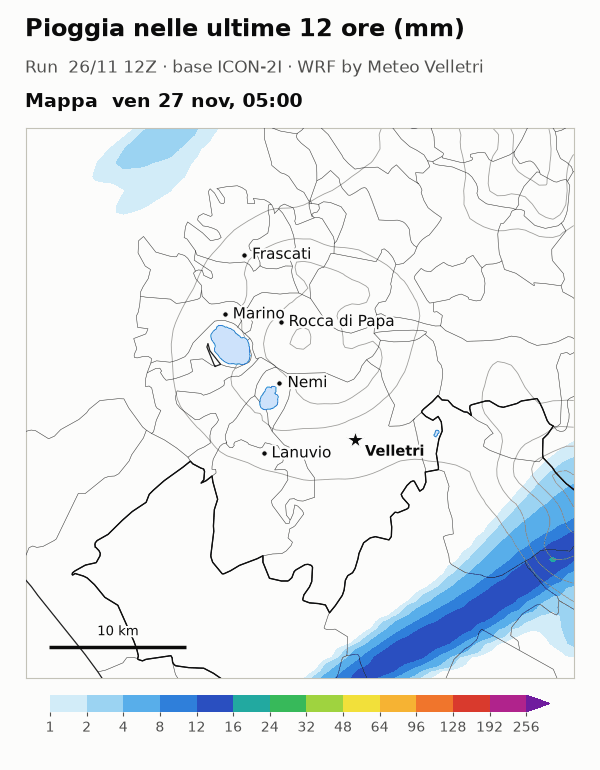 Pioggia nelle ultime 12 ore (mm)
Run  26/11 12Z · base ICON-2I · WRF by Meteo Velletri
Mappa  ven 27 nov, 05:00
Frascati
Marino
Rocca di Papa
Nemi
Velletri
Lanuvio
10 km
1 2 4 8 12 16 24 32 48 64 96 128 192 256